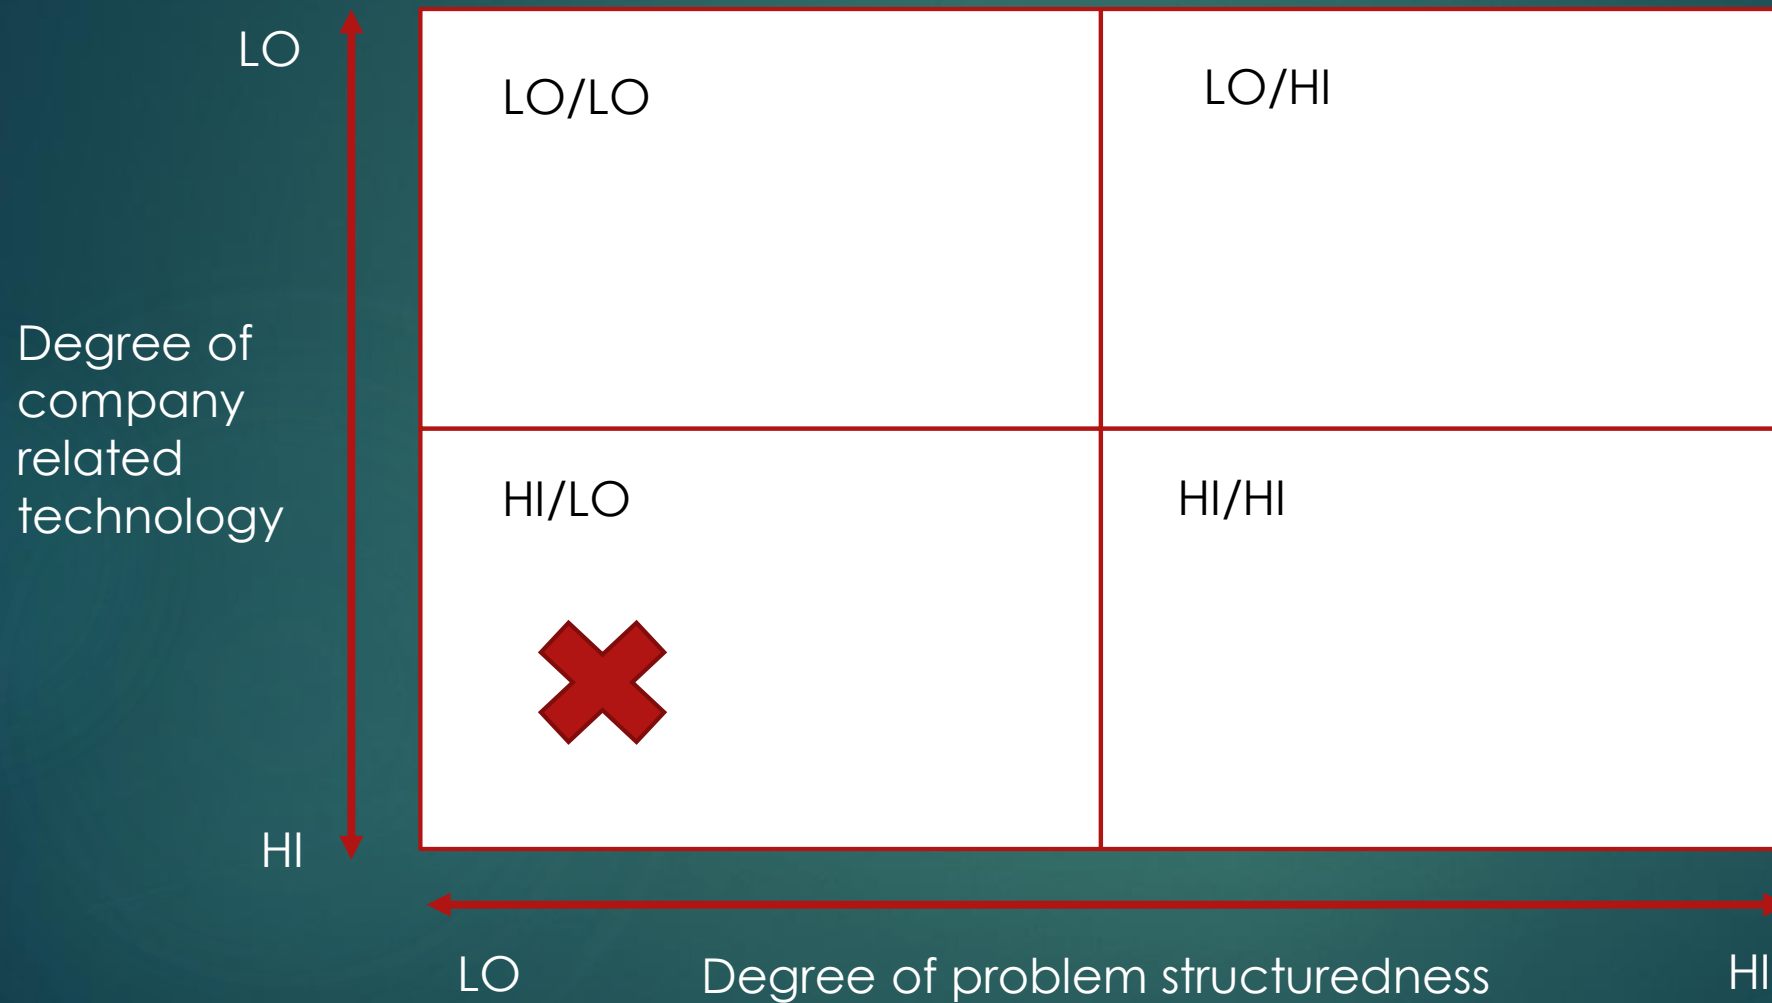 LO
LO/LO
LO/HI
Degree of
company
related
technology
HI/LO
HI/HI
HI
LO
Degree of problem structuredness
HI